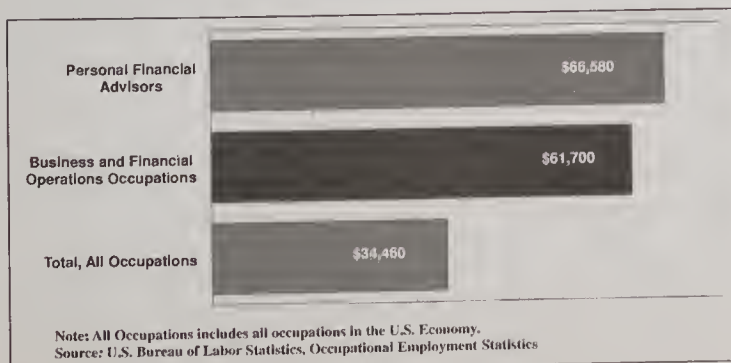 Personal Financial
Advisors
$66,580
Business and Financial
Operations Occupations
$61,700
Total, All Occupations
$34,460
Note: All Occupations includes all occupations in the U.S. Economy.
Source: U.S. Bureau of Labor Statistics, Occupational Employment Statistics